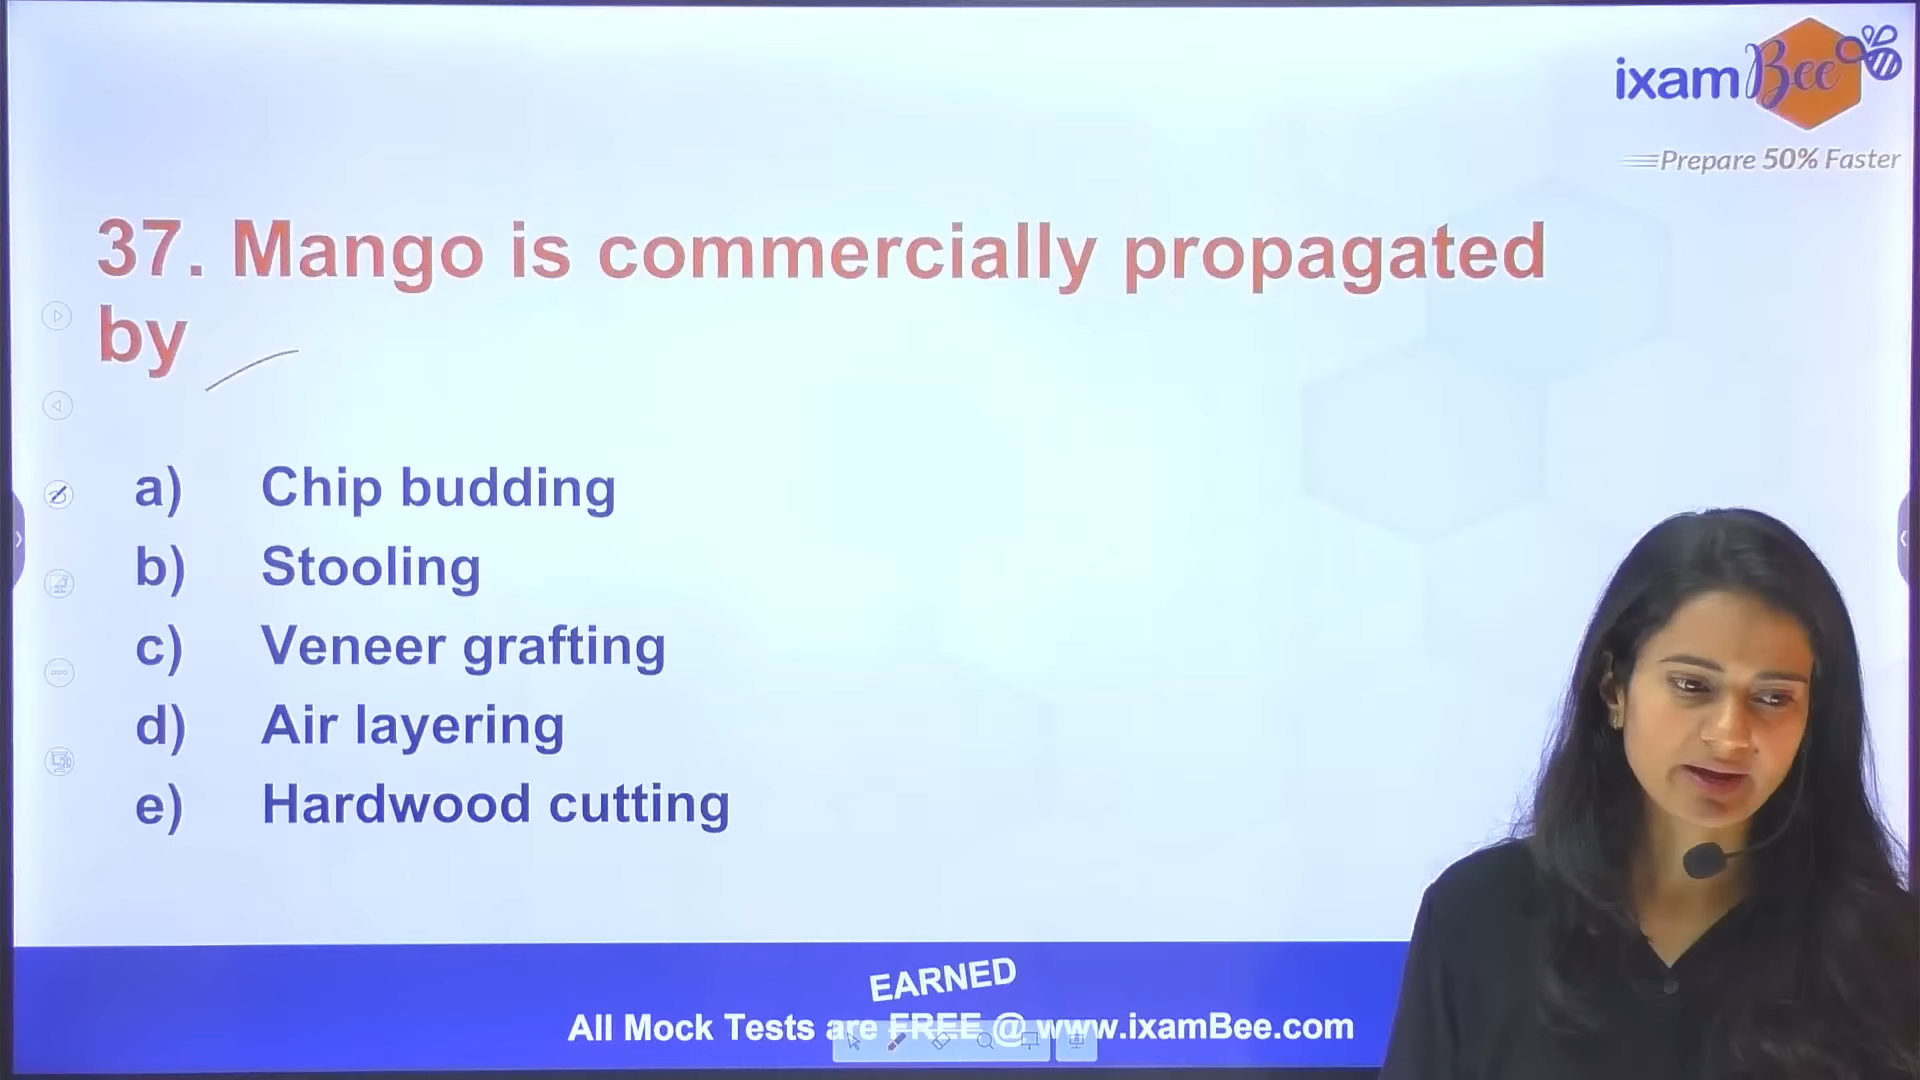 ixamBee
Prepare 50% Faster
37. Mango is commercially propagated
by
a) Chip budding
b) Stooling
c) Veneer grafting
d) Air layering
e) Hardwood cutting
EARNED
All Mock Tests are FREE @ www.ixamBee.com